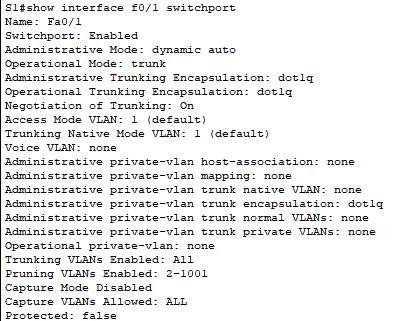 S1#show interface f0/1 switchport
Name: Fa0/1
Switchport: Enabled
Administrative Mode: dynamic auto
Operational Mode: trunk
Administrative Trunking Encapsulation: dot1q
Operational Trunking Encapsulation: dot1q
Negotiation of Trunking: On
Access Mode VLAN: 1 (default)
Trunking Native Mode VLAN: 1 (default)
Voice VLAN: none
Administrative private-vlan host-association: none
Administrative private-vlan mapping: none
Administrative private-vlan trunk native VLAN: none
Administrative private-vlan trunk encapsulation: dot1q
Administrative private-vlan trunk normal VLANs: none
Administrative private-vlan trunk private VLANs: none
Operational private-vlan: none
Trunking VLANs Enabled: All
Pruning VLANs Enabled: 2-1001
Capture Mode Disabled
Capture VLANs Allowed: ALL
Protected: false